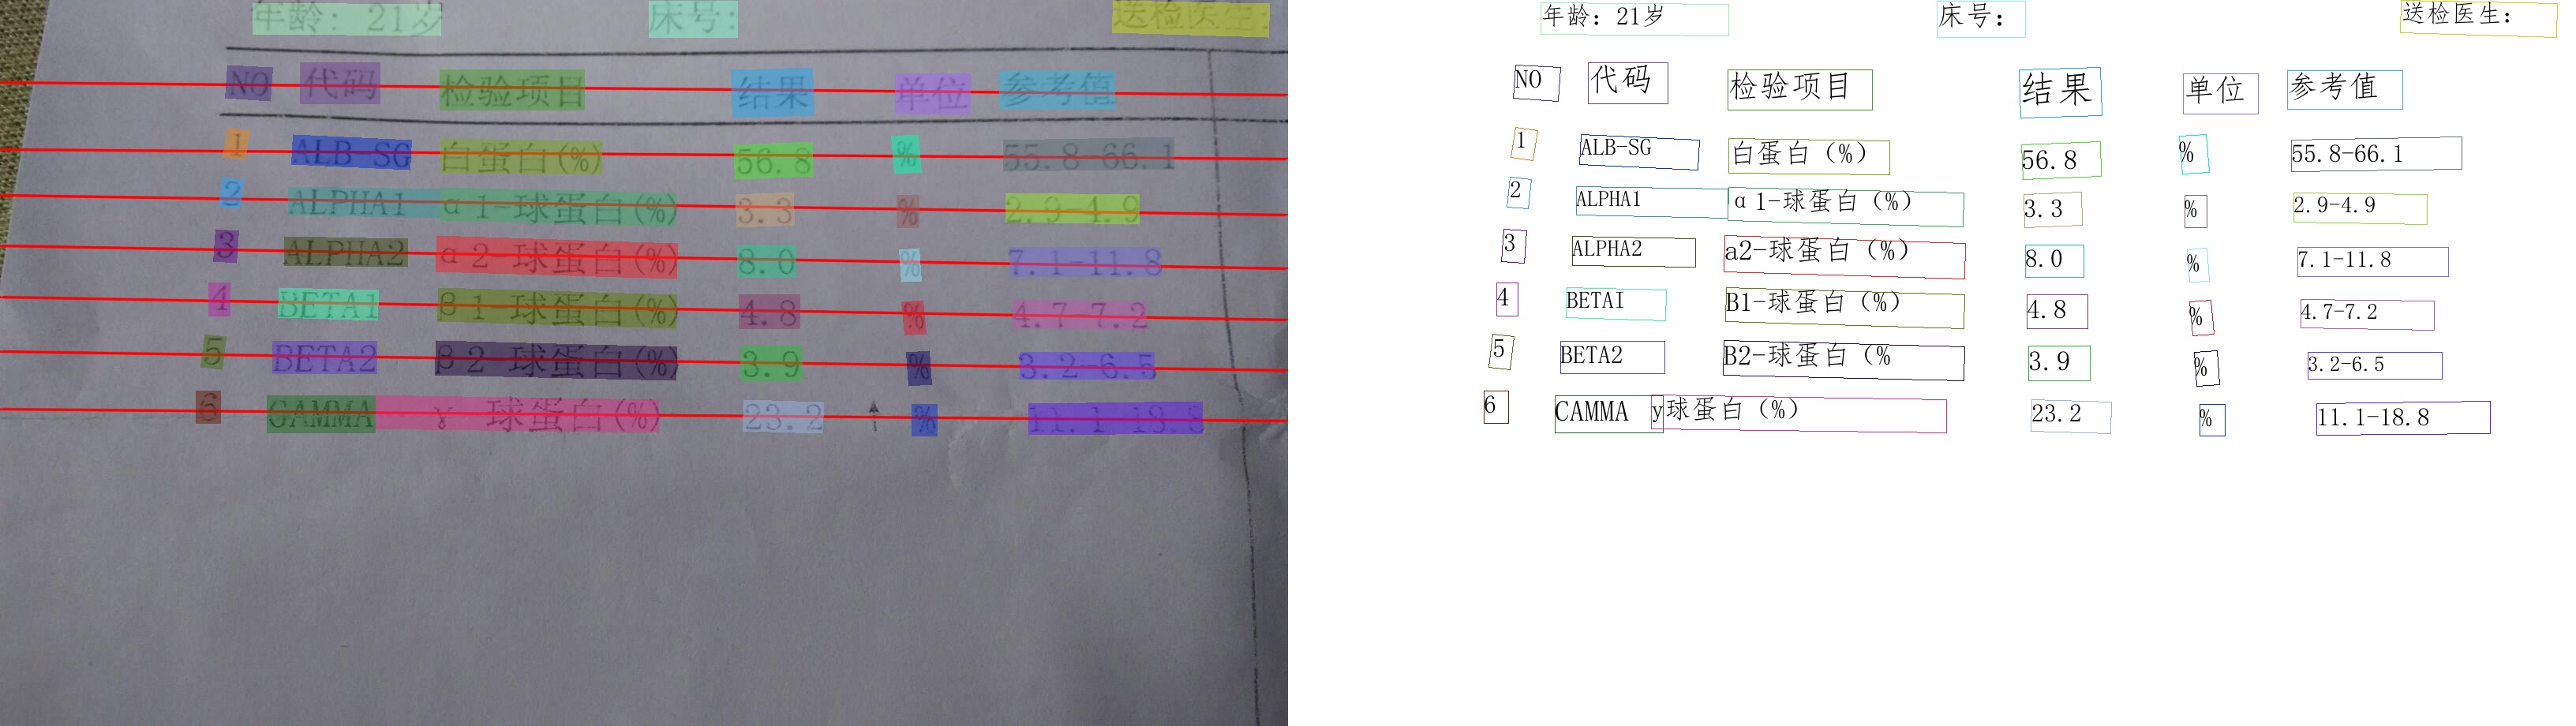 年龄: 21岁 床号: 送检医生:
NO 代码 检验项目 结果 单位 参考值
1 ALB-SG 白蛋白(%) 56.8 % 55.8-66.1
2 ALPHA1 α1-球蛋白(%) 3.3 % 2.9-4.9
3 ALPHA2 α2-球蛋白(%) 8.0 % 7.1-11.8
4 BETA1 β1-球蛋白(%) 4.8 % 4.7-7.2
5 BETA2 β2-球蛋白(%) 3.9 % 3.2-6.5
6 GAMMA γ-球蛋白(%) 23.2 ↑ % 11.1-18.8
年龄: 21岁 床号: 送检医生:
NO 代码 检验项目 结果 单位 参考值
1 ALB-SG 白蛋白（%） 56.8 % 55.8-66.1
2 ALPHA1 α1-球蛋白（%） 3.3 % 2.9-4.9
3 ALPHA2 a2-球蛋白（%） 8.0 % 7.1-11.8
4 BETAI B1-球蛋白（%） 4.8 % 4.7-7.2
5 BETA2 B2-球蛋白（% 3.9 % 3.2-6.5
6 CAMMA y球蛋白（%） 23.2 % 11.1-18.8